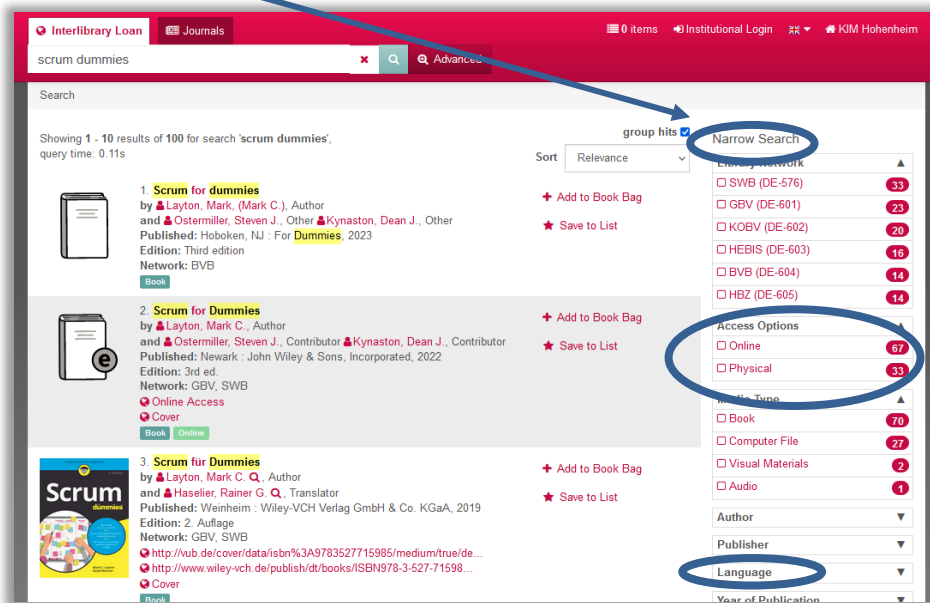 Interlibrary Loan
Journals
0 items
Institutional Login
KIM Hohenheim
scrum dummies
Advanced
Search
Showing 1 - 10 results of 100 for search 'scrum dummies',
query time: 0.11s
group hits
Sort Relevance
1. Scrum for dummies
by Layton, Mark, (Mark C.), Author
and Ostermiller, Steven J., Other Kynaston, Dean J., Other
Published: Hoboken, NJ : For Dummies, 2023
Edition: Third edition
Network: BVB
Book
Add to Book Bag
Save to List
2. Scrum for Dummies
by Layton, Mark C., Author
and Ostermiller, Steven J., Contributor Kynaston, Dean J., Contributor
Published: Newark : John Wiley & Sons, Incorporated, 2022
Edition: 3rd ed.
Network: GBV, SWB
Online Access
Cover
Book Online
e
Add to Book Bag
Save to List
Scrum
dummies
3. Scrum für Dummies
by Layton, Mark C. , Author
and Haselier, Rainer G. , Translator
Published: Weinheim : Wiley-VCH Verlag GmbH & Co. KGaA, 2019
Edition: 2. Auflage
Network: GBV, SWB
http://vub.de/cover/data/isbn%3A9783527715985/medium/true/de...
http://www.wiley-vch.de/publish/dt/books/ISBN978-3-527-71598...
Cover
Book
Add to Book Bag
Save to List
Narrow Search
Library Network
SWB (DE-576) 33
GBV (DE-601) 23
KOBV (DE-602) 20
HEBIS (DE-603) 16
BVB (DE-604) 14
HBZ (DE-605) 14
Access Options
Online 67
Physical 33
Media Type
Book 70
Computer File 27
Visual Materials 2
Audio 1
Author
Publisher
Language
Year of Publication